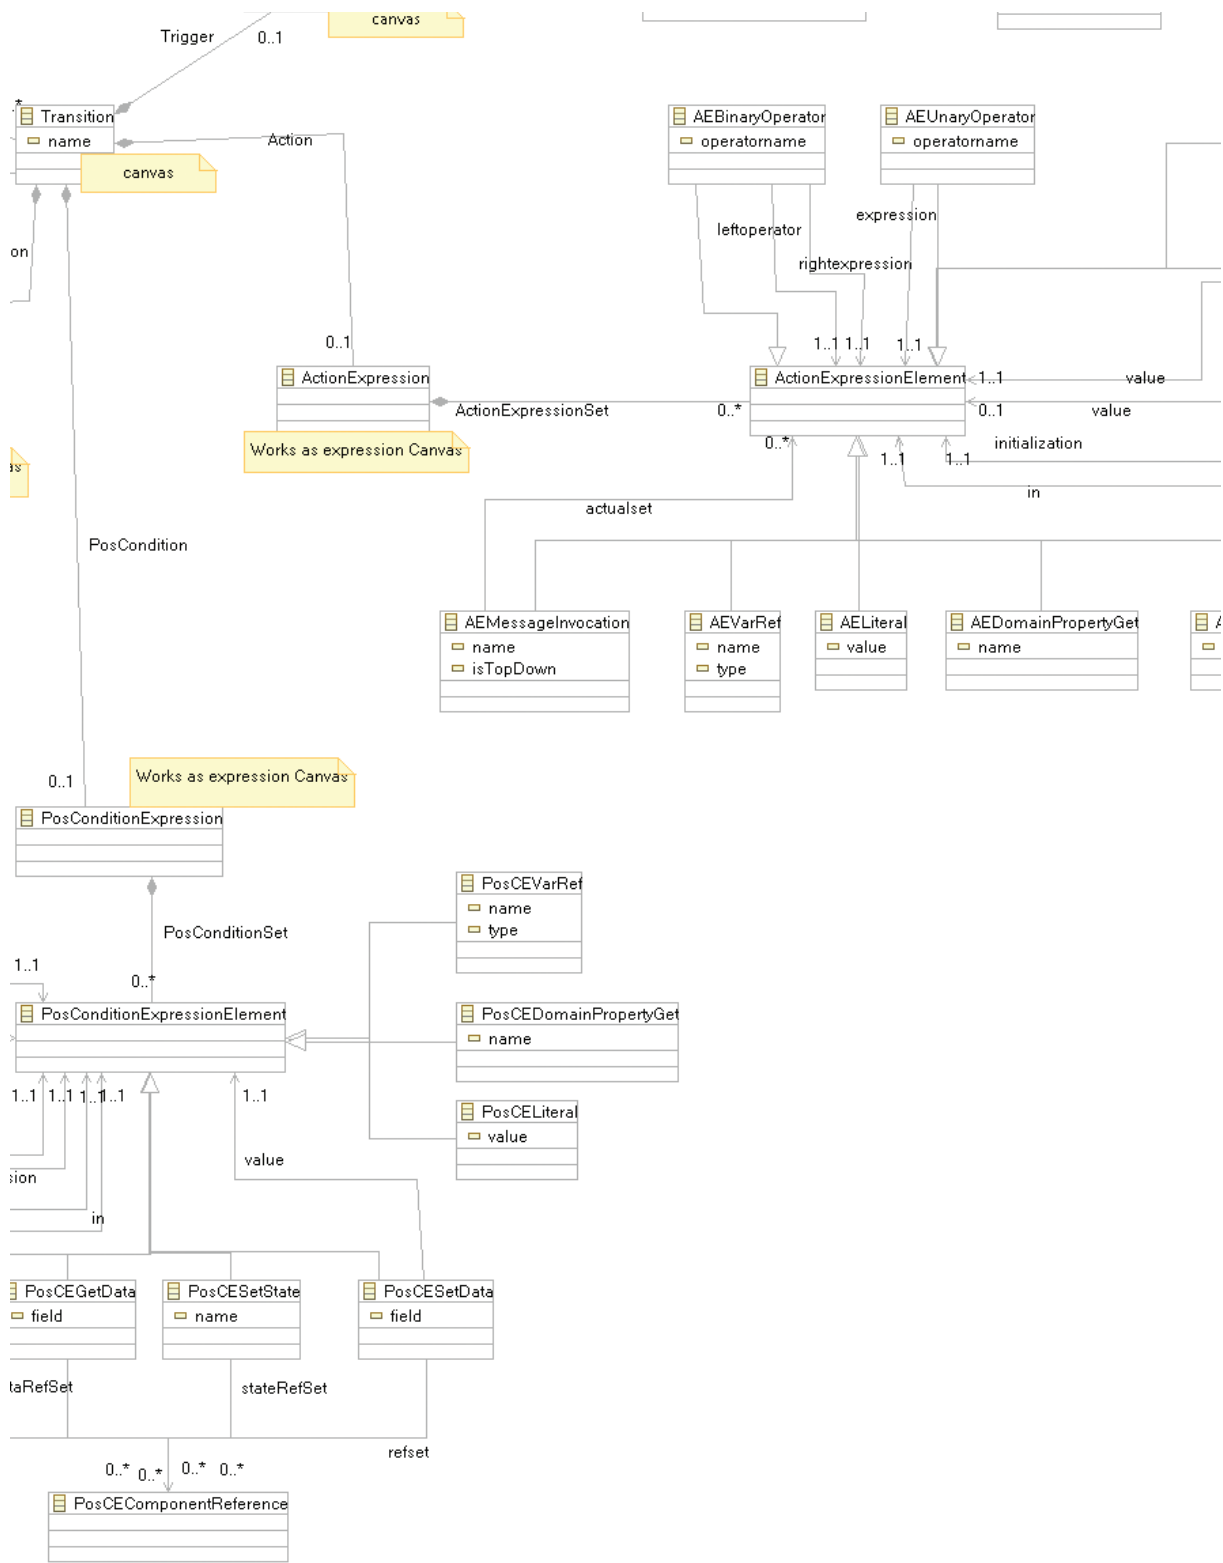 canvas
Trigger
0..1
*
Transition
name
canvas
Action
on
AEBinaryOperator
operatorname
AEUnaryOperator
operatorname
leftoperator
expression
rightexpression
0..1
1..1
1..1
1..1
ActionExpression
ActionExpressionElement
1..1
value
ActionExpressionSet
0..*
0..1
value
Works as expression Canvas
0..*
1..1
1..1
initialization
in
as
actualset
PosCondition
AEMessageInvocation
name
isTopDown
AEVarRef
name
type
AELiteral
value
AEDomainPropertyGet
name
A
0..1
Works as expression Canvas
PosConditionExpression
PosConditionSet
PosCEVarRef
name
type
1..1
0..*
PosConditionExpressionElement
PosCEDomainPropertyGet
name
1..1
1..1
1..1
1..1
1..1
PosCELiteral
value
value
sion
in
PosCEGetData
field
PosCESetState
name
PosCESetData
field
taRefSet
stateRefSet
refset
0..*
0..*
0..*
0..*
PosCEComponentReference